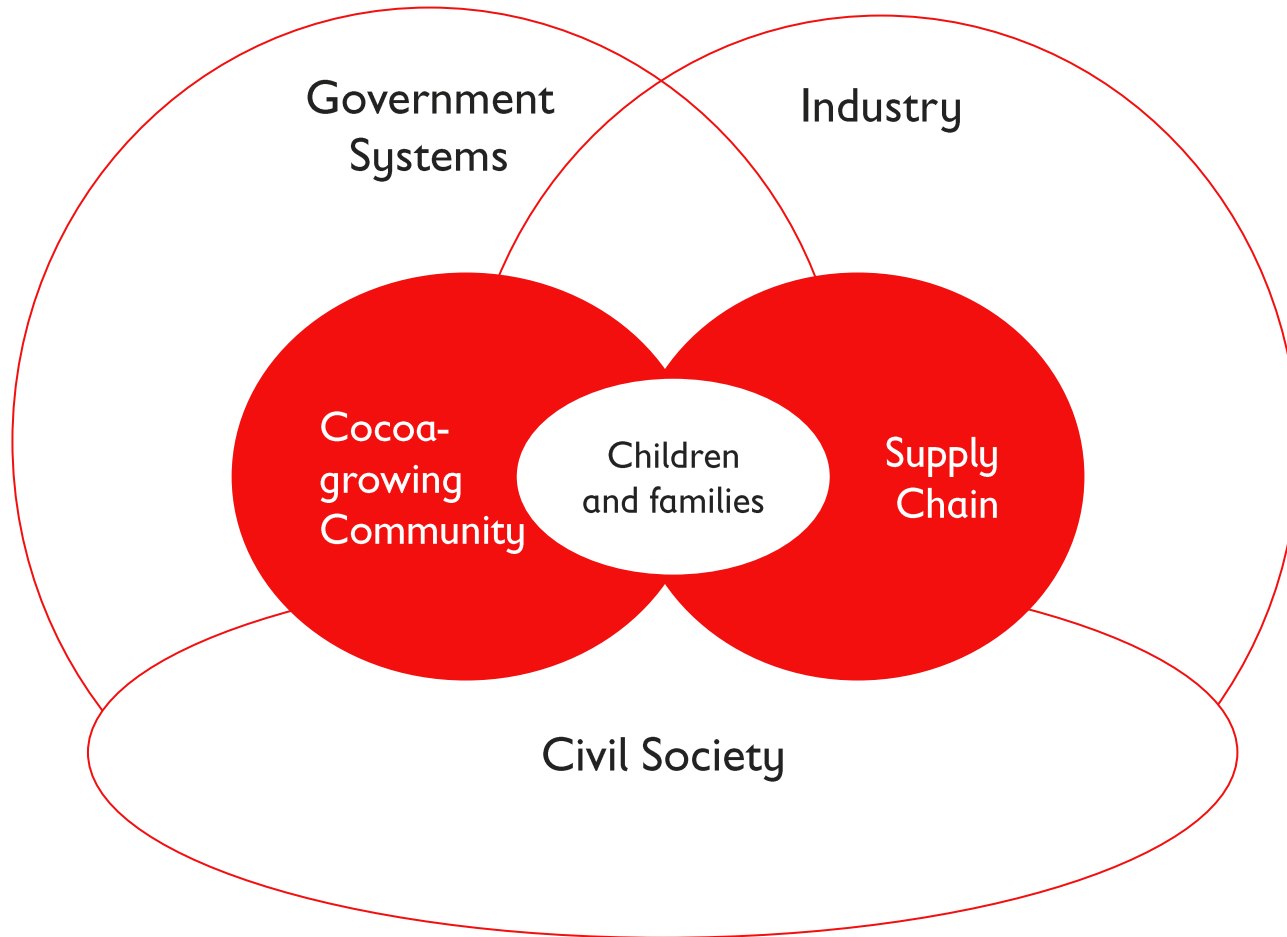 Government
Systems
Industry
Cocoa-
growing
Community
Children
and families
Supply
Chain
Civil Society